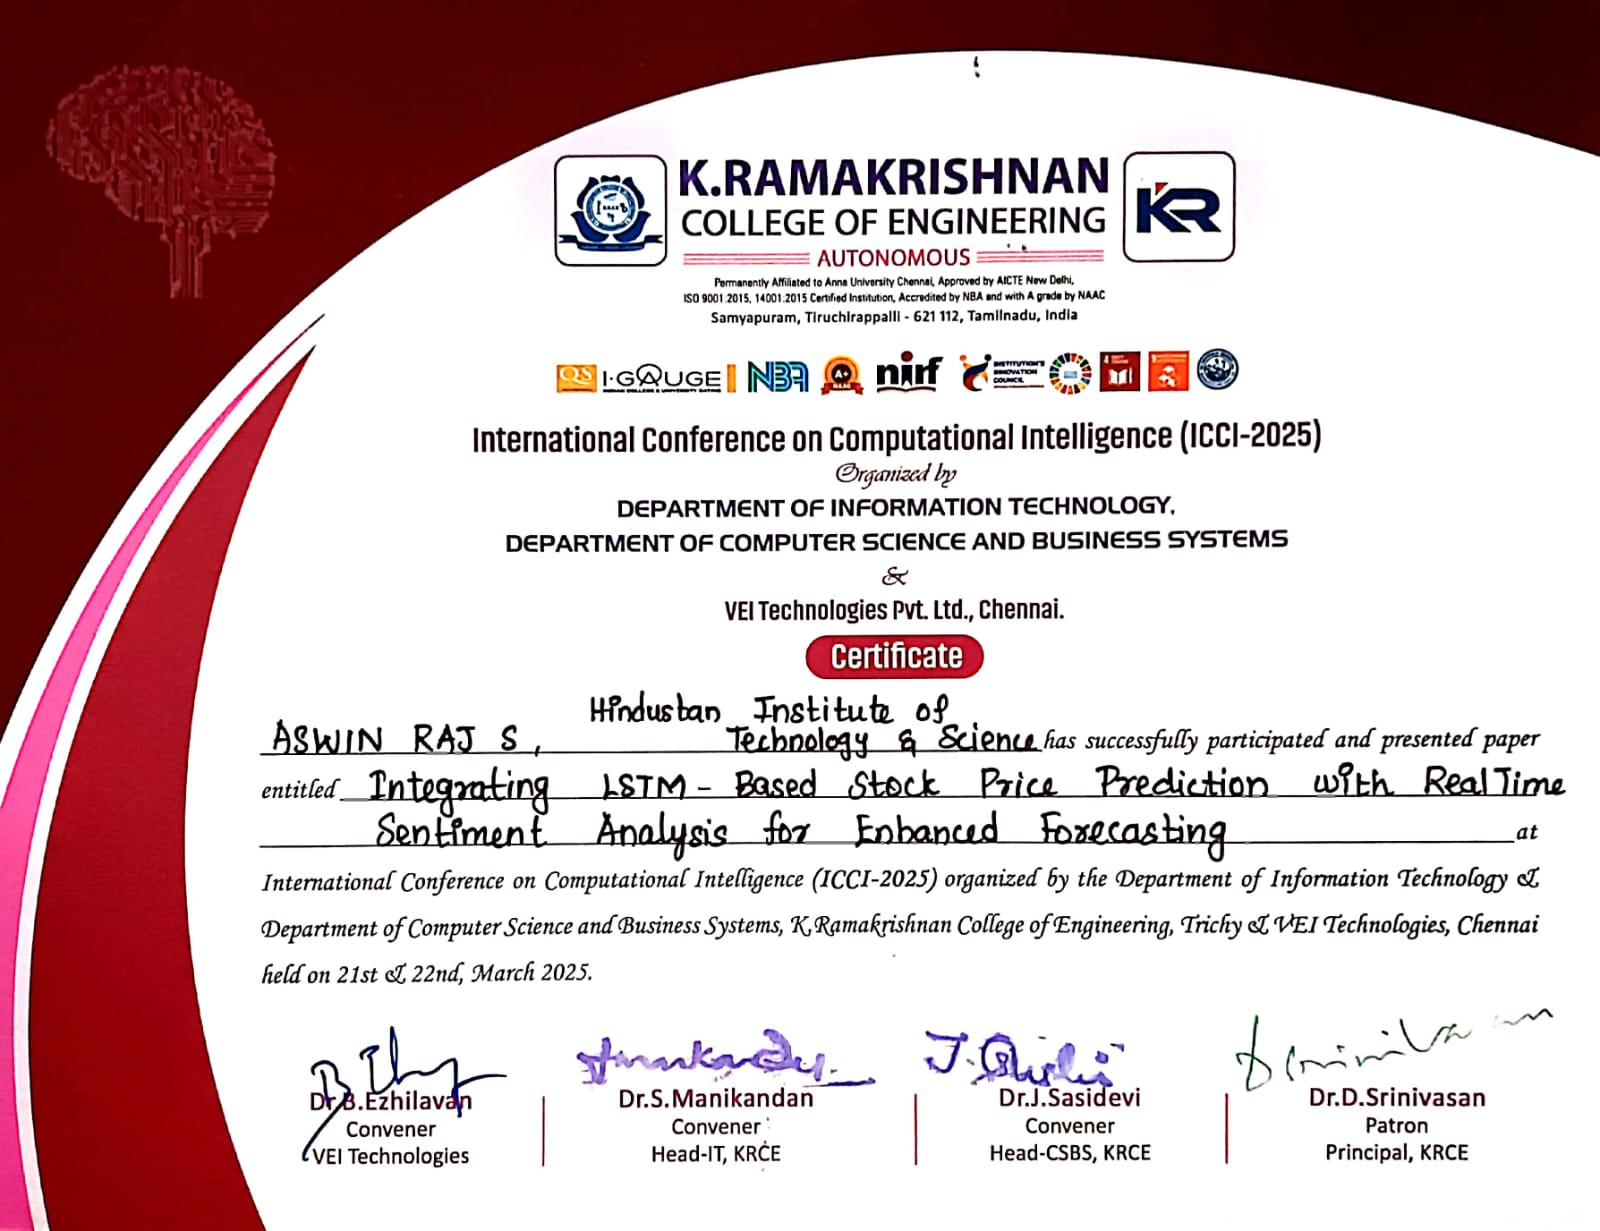 K.RAMAKRISHNAN
COLLEGE OF ENGINEERING
AUTONOMOUS
KR
Permanently Affiliated to Anna University Chennai, Approved by AICTE New Delhi,
ISO 9001:2015, 14001:2015 Certified Institution, Accredited by NBA and with A grade by NAAC
Samyapuram, Tiruchirappalli - 621 112, Tamilnadu, India
QS I·GAUGE NBA A+ nirf INSTITUTION'S INNOVATION COUNCIL
International Conference on Computational Intelligence (ICCI-2025)
Organized by
DEPARTMENT OF INFORMATION TECHNOLOGY,
DEPARTMENT OF COMPUTER SCIENCE AND BUSINESS SYSTEMS
&
VEI Technologies Pvt. Ltd., Chennai.
Certificate
Hindustan Institute of
ASWIN RAJ S, Technology & Science has successfully participated and presented paper
entitled Integrating LSTM - Based Stock Price Prediction with Real Time
Sentiment Analysis for Enhanced Forecasting at
International Conference on Computational Intelligence (ICCI-2025) organized by the Department of Information Technology &
Department of Computer Science and Business Systems, K.Ramakrishnan College of Engineering, Trichy & VEI Technologies, Chennai
held on 21st & 22nd, March 2025.
Dr.B.Ezhilavan
Convener
VEI Technologies
Dr.S.Manikandan
Convener
Head-IT, KRCE
Dr.J.Sasidevi
Convener
Head-CSBS, KRCE
Dr.D.Srinivasan
Patron
Principal, KRCE